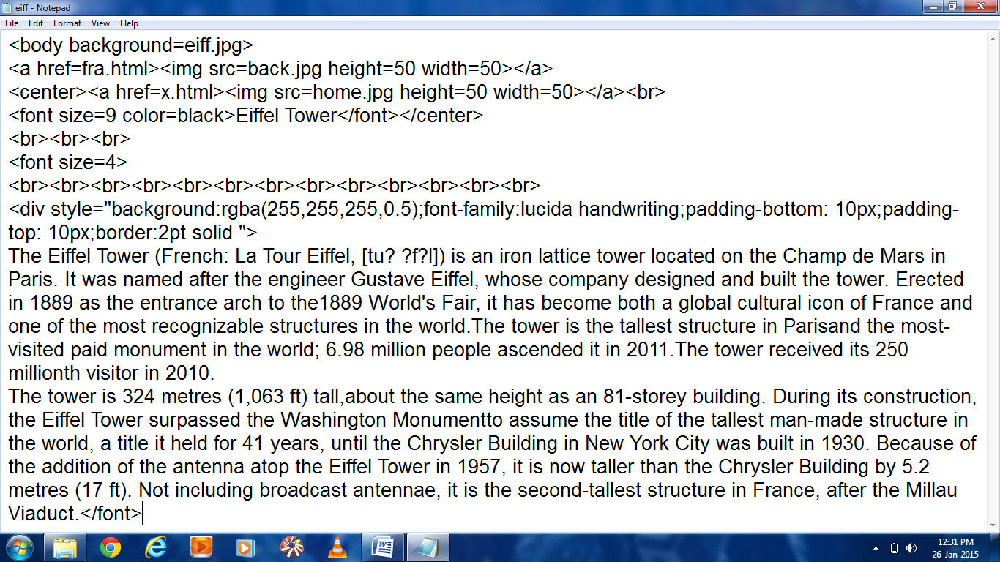 eiff - Notepad
File Edit Format View Help
<body background=eiff.jpg>
<a href=fra.html><img src=back.jpg height=50 width=50></a>
<center><a href=x.html><img src=home.jpg height=50 width=50></a><br>
<font size=9 color=black>Eiffel Tower</font></center>
<br><br><br>
<font size=4>
<br><br><br><br><br><br><br><br><br><br><br><br><br>
<div style="background:rgba(255,255,255,0.5);font-family:lucida handwriting;padding-bottom: 10px;padding-
top: 10px;border:2pt solid ">
The Eiffel Tower (French: La Tour Eiffel, [tu? ?f?l]) is an iron lattice tower located on the Champ de Mars in
Paris. It was named after the engineer Gustave Eiffel, whose company designed and built the tower. Erected
in 1889 as the entrance arch to the1889 World's Fair, it has become both a global cultural icon of France and
one of the most recognizable structures in the world.The tower is the tallest structure in Parisand the most-
visited paid monument in the world; 6.98 million people ascended it in 2011.The tower received its 250
millionth visitor in 2010.
The tower is 324 metres (1,063 ft) tall,about the same height as an 81-storey building. During its construction,
the Eiffel Tower surpassed the Washington Monumentto assume the title of the tallest man-made structure in
the world, a title it held for 41 years, until the Chrysler Building in New York City was built in 1930. Because of
the addition of the antenna atop the Eiffel Tower in 1957, it is now taller than the Chrysler Building by 5.2
metres (17 ft). Not including broadcast antennae, it is the second-tallest structure in France, after the Millau
Viaduct.</font>
12:31 PM
26-Jan-2015